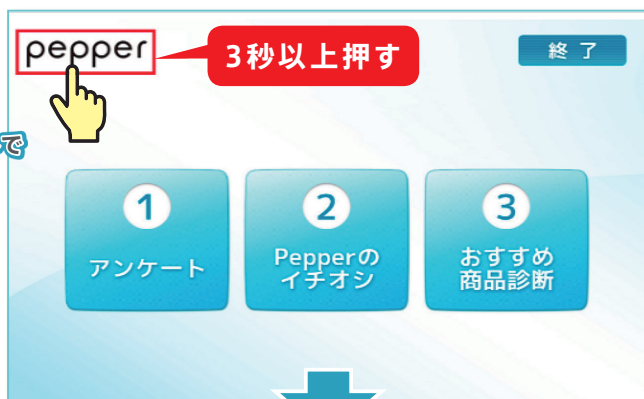 pepper
3秒以上押す
終了
で
1
アンケート
2
Pepperの
イチオシ
3
おすすめ
商品診断